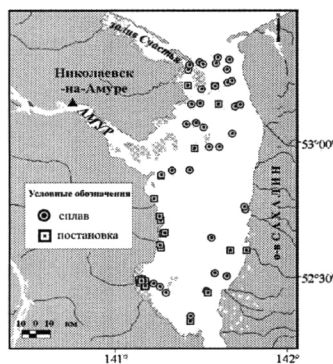 залив Счастья
Николаевск
-на-Амуре
АМУР
53°00'
Условные обозначения
сплав
постановка
о-в САХАЛИН
52°30'
10 0 10 км
141°
142°